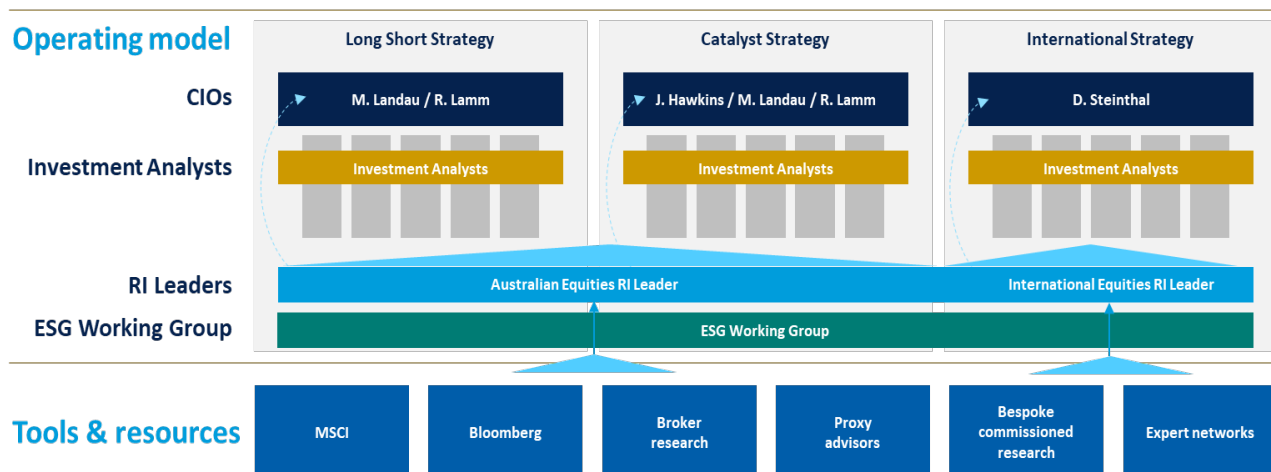 Operating model
Long Short Strategy
Catalyst Strategy
International Strategy
CIOs
M. Landau / R. Lamm
J. Hawkins / M. Landau / R. Lamm
D. Steinthal
Investment Analysts
Investment Analysts
Investment Analysts
Investment Analysts
RI Leaders
Australian Equities RI Leader
International Equities RI Leader
ESG Working Group
ESG Working Group
Tools & resources
MSCI
Bloomberg
Broker
research
Proxy
advisors
Bespoke
commissioned
research
Expert networks